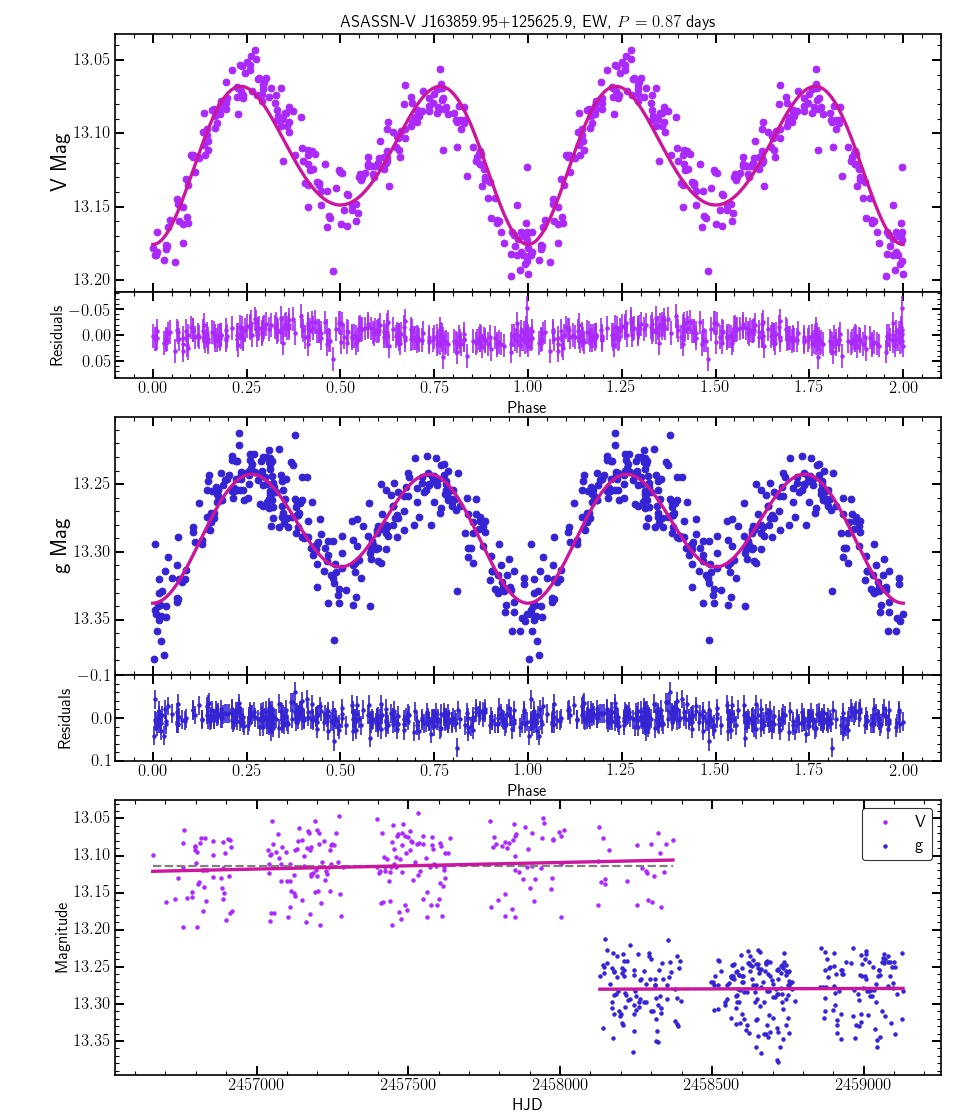 ASASSN-V J163859.95+125625.9, EW, P = 0.87 days
13.05
13.10
13.15
13.20
V Mag
−0.05
0.00
0.05
Residuals
0.00 0.25 0.50 0.75 1.00 1.25 1.50 1.75 2.00
Phase
13.25
13.30
13.35
g Mag
−0.1
0.0
0.1
Residuals
0.00 0.25 0.50 0.75 1.00 1.25 1.50 1.75 2.00
Phase
V
g
13.05
13.10
13.15
13.20
13.25
13.30
13.35
Magnitude
2457000 2457500 2458000 2458500 2459000
HJD